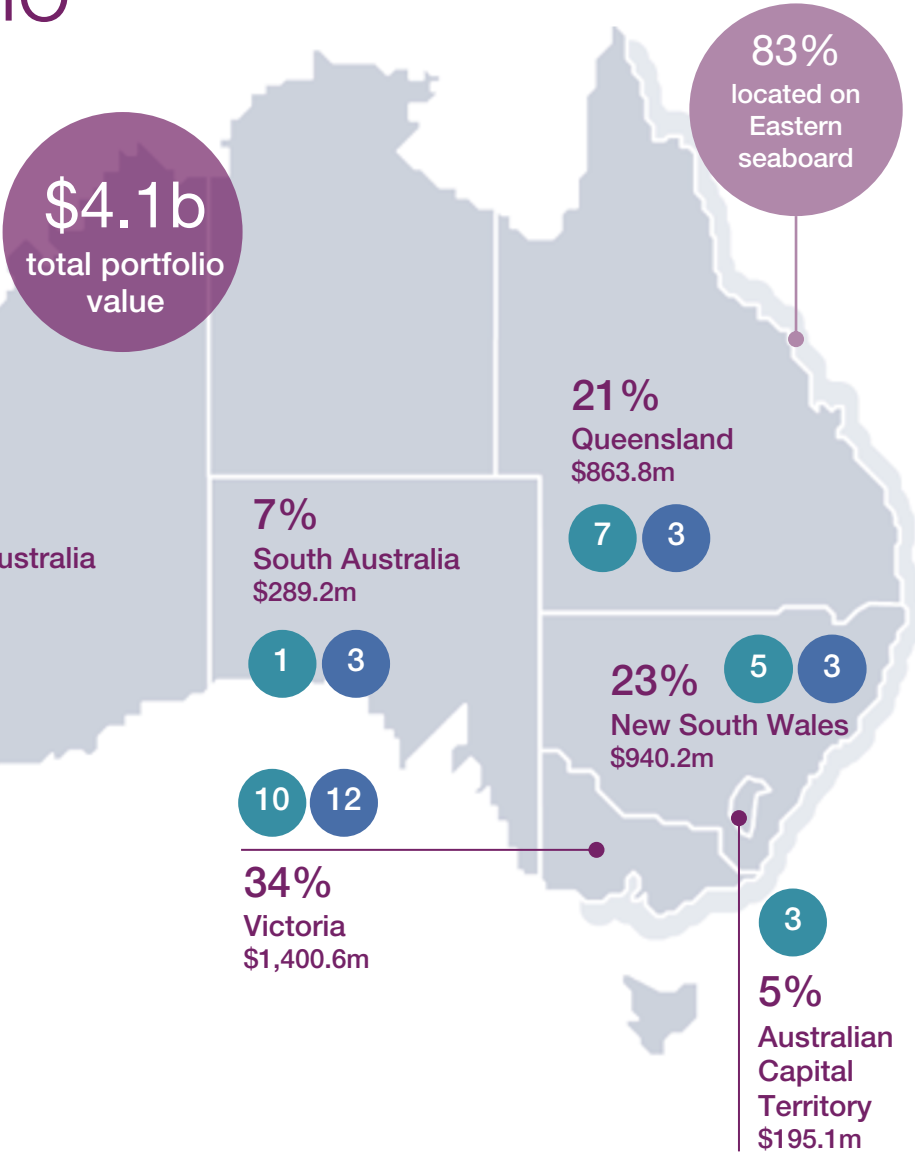 83%
located on
Eastern
seaboard
$4.1b
total portfolio
value
21%
Queensland
$863.8m
7 3
7%
South Australia
$289.2m
1 3
5 3
23%
New South Wales
$940.2m
10 12
34%
Victoria
$1,400.6m
3
5%
Australian
Capital
Territory
$195.1m